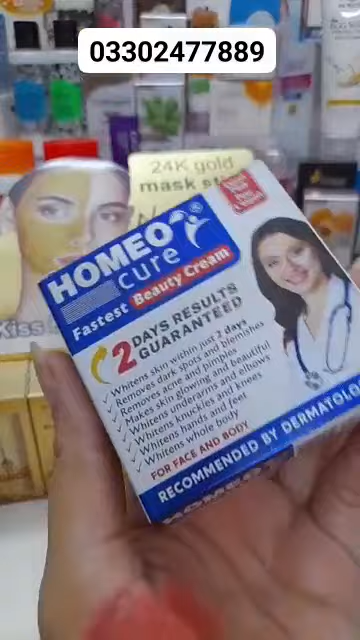 03302477889
24K gold
mask st
Kiss
HOMEO
cure
Fastest Beauty Cream
2 DAYS RESULTS
GUARANTEED
Whitens skin within just 2 days
Removes dark spots and blemishes
Removes acne and pimples
Makes skin glowing and beautiful
Whitens underarms and elbows
Whitens knuckles and knees
Whitens hands and feet
Whitens whole body
FOR FACE AND BODY
RECOMMENDED BY DERMATOLO
HOMEO